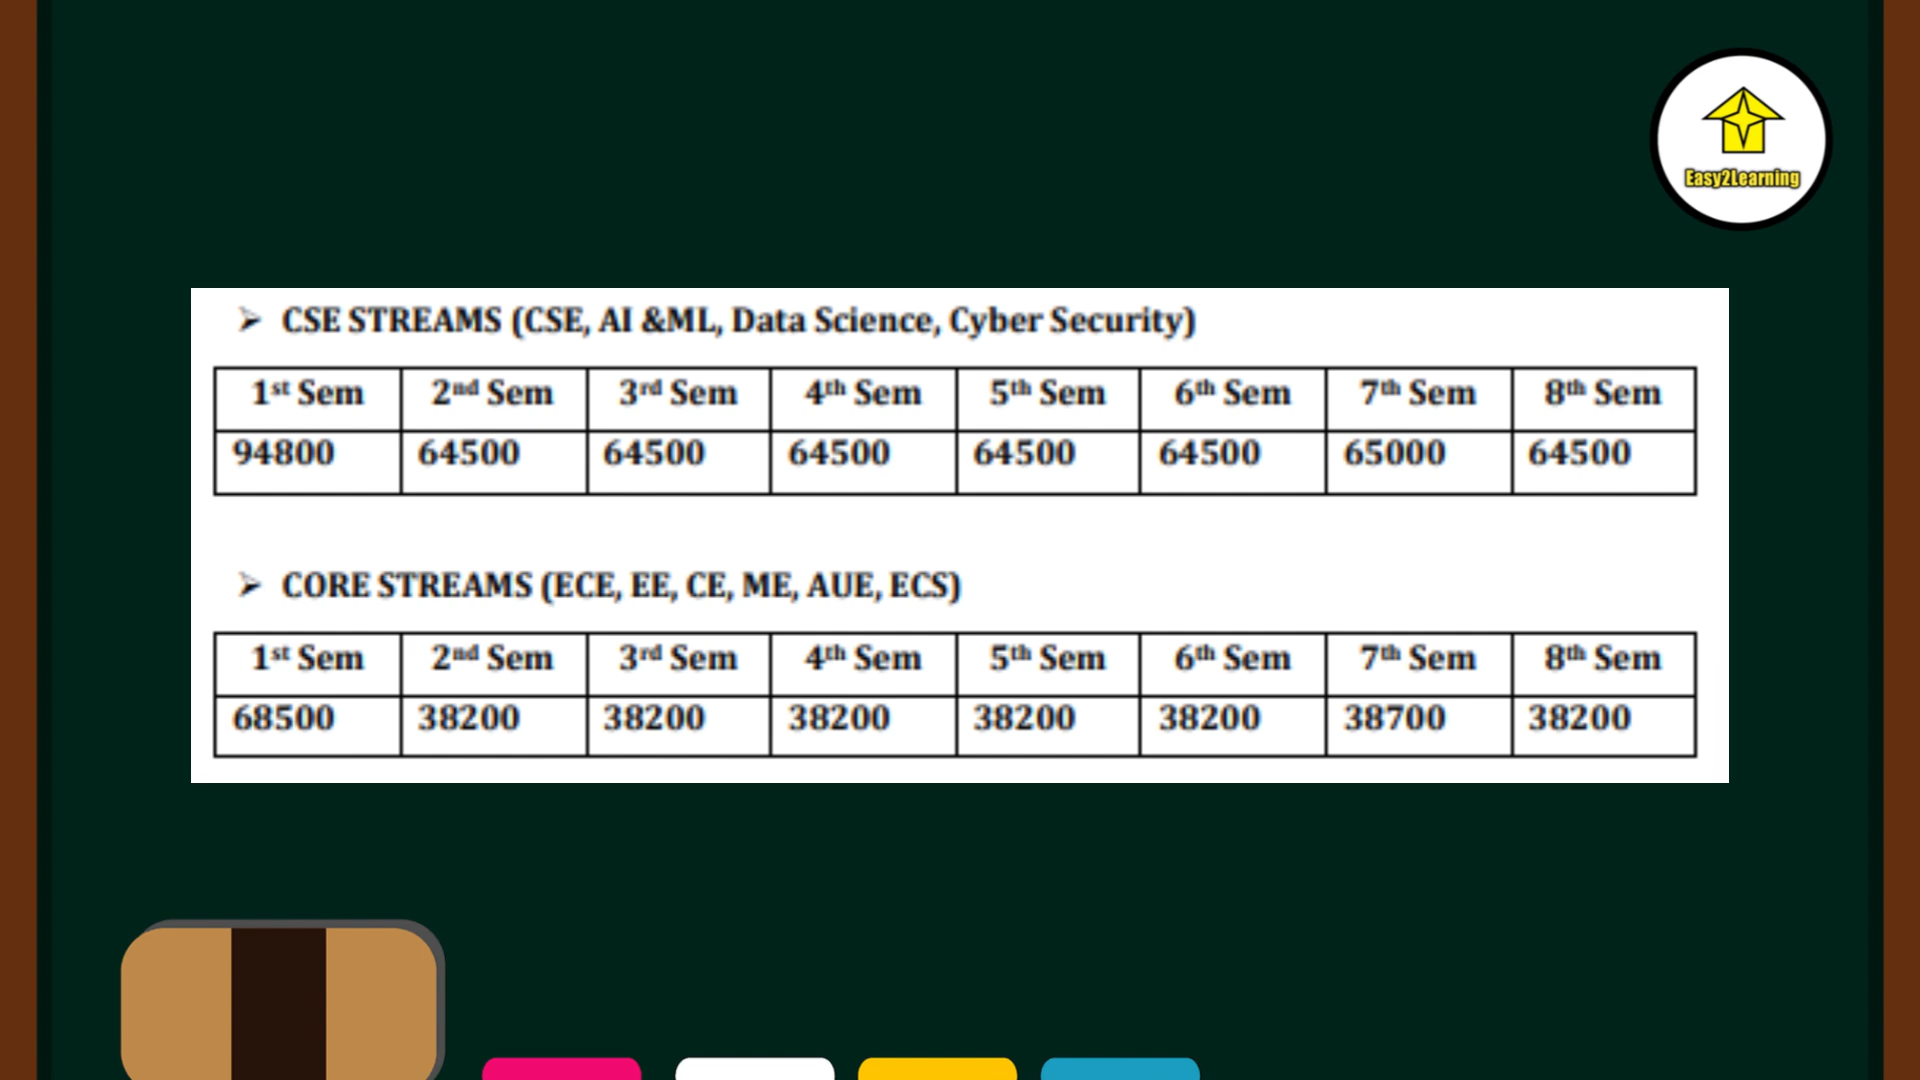 Easy2Learning
➢ CSE STREAMS (CSE, AI &ML, Data Science, Cyber Security)
1st Sem 2nd Sem 3rd Sem 4th Sem 5th Sem 6th Sem 7th Sem 8th Sem
94800 64500 64500 64500 64500 64500 65000 64500
➢ CORE STREAMS (ECE, EE, CE, ME, AUE, ECS)
1st Sem 2nd Sem 3rd Sem 4th Sem 5th Sem 6th Sem 7th Sem 8th Sem
68500 38200 38200 38200 38200 38200 38700 38200